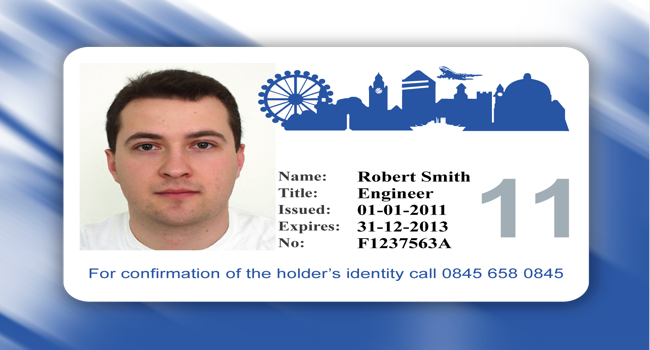 Name: Robert Smith
Title: Engineer
Issued: 01-01-2011
Expires: 31-12-2013
No: F1237563A
11
For confirmation of the holder's identity call 0845 658 0845